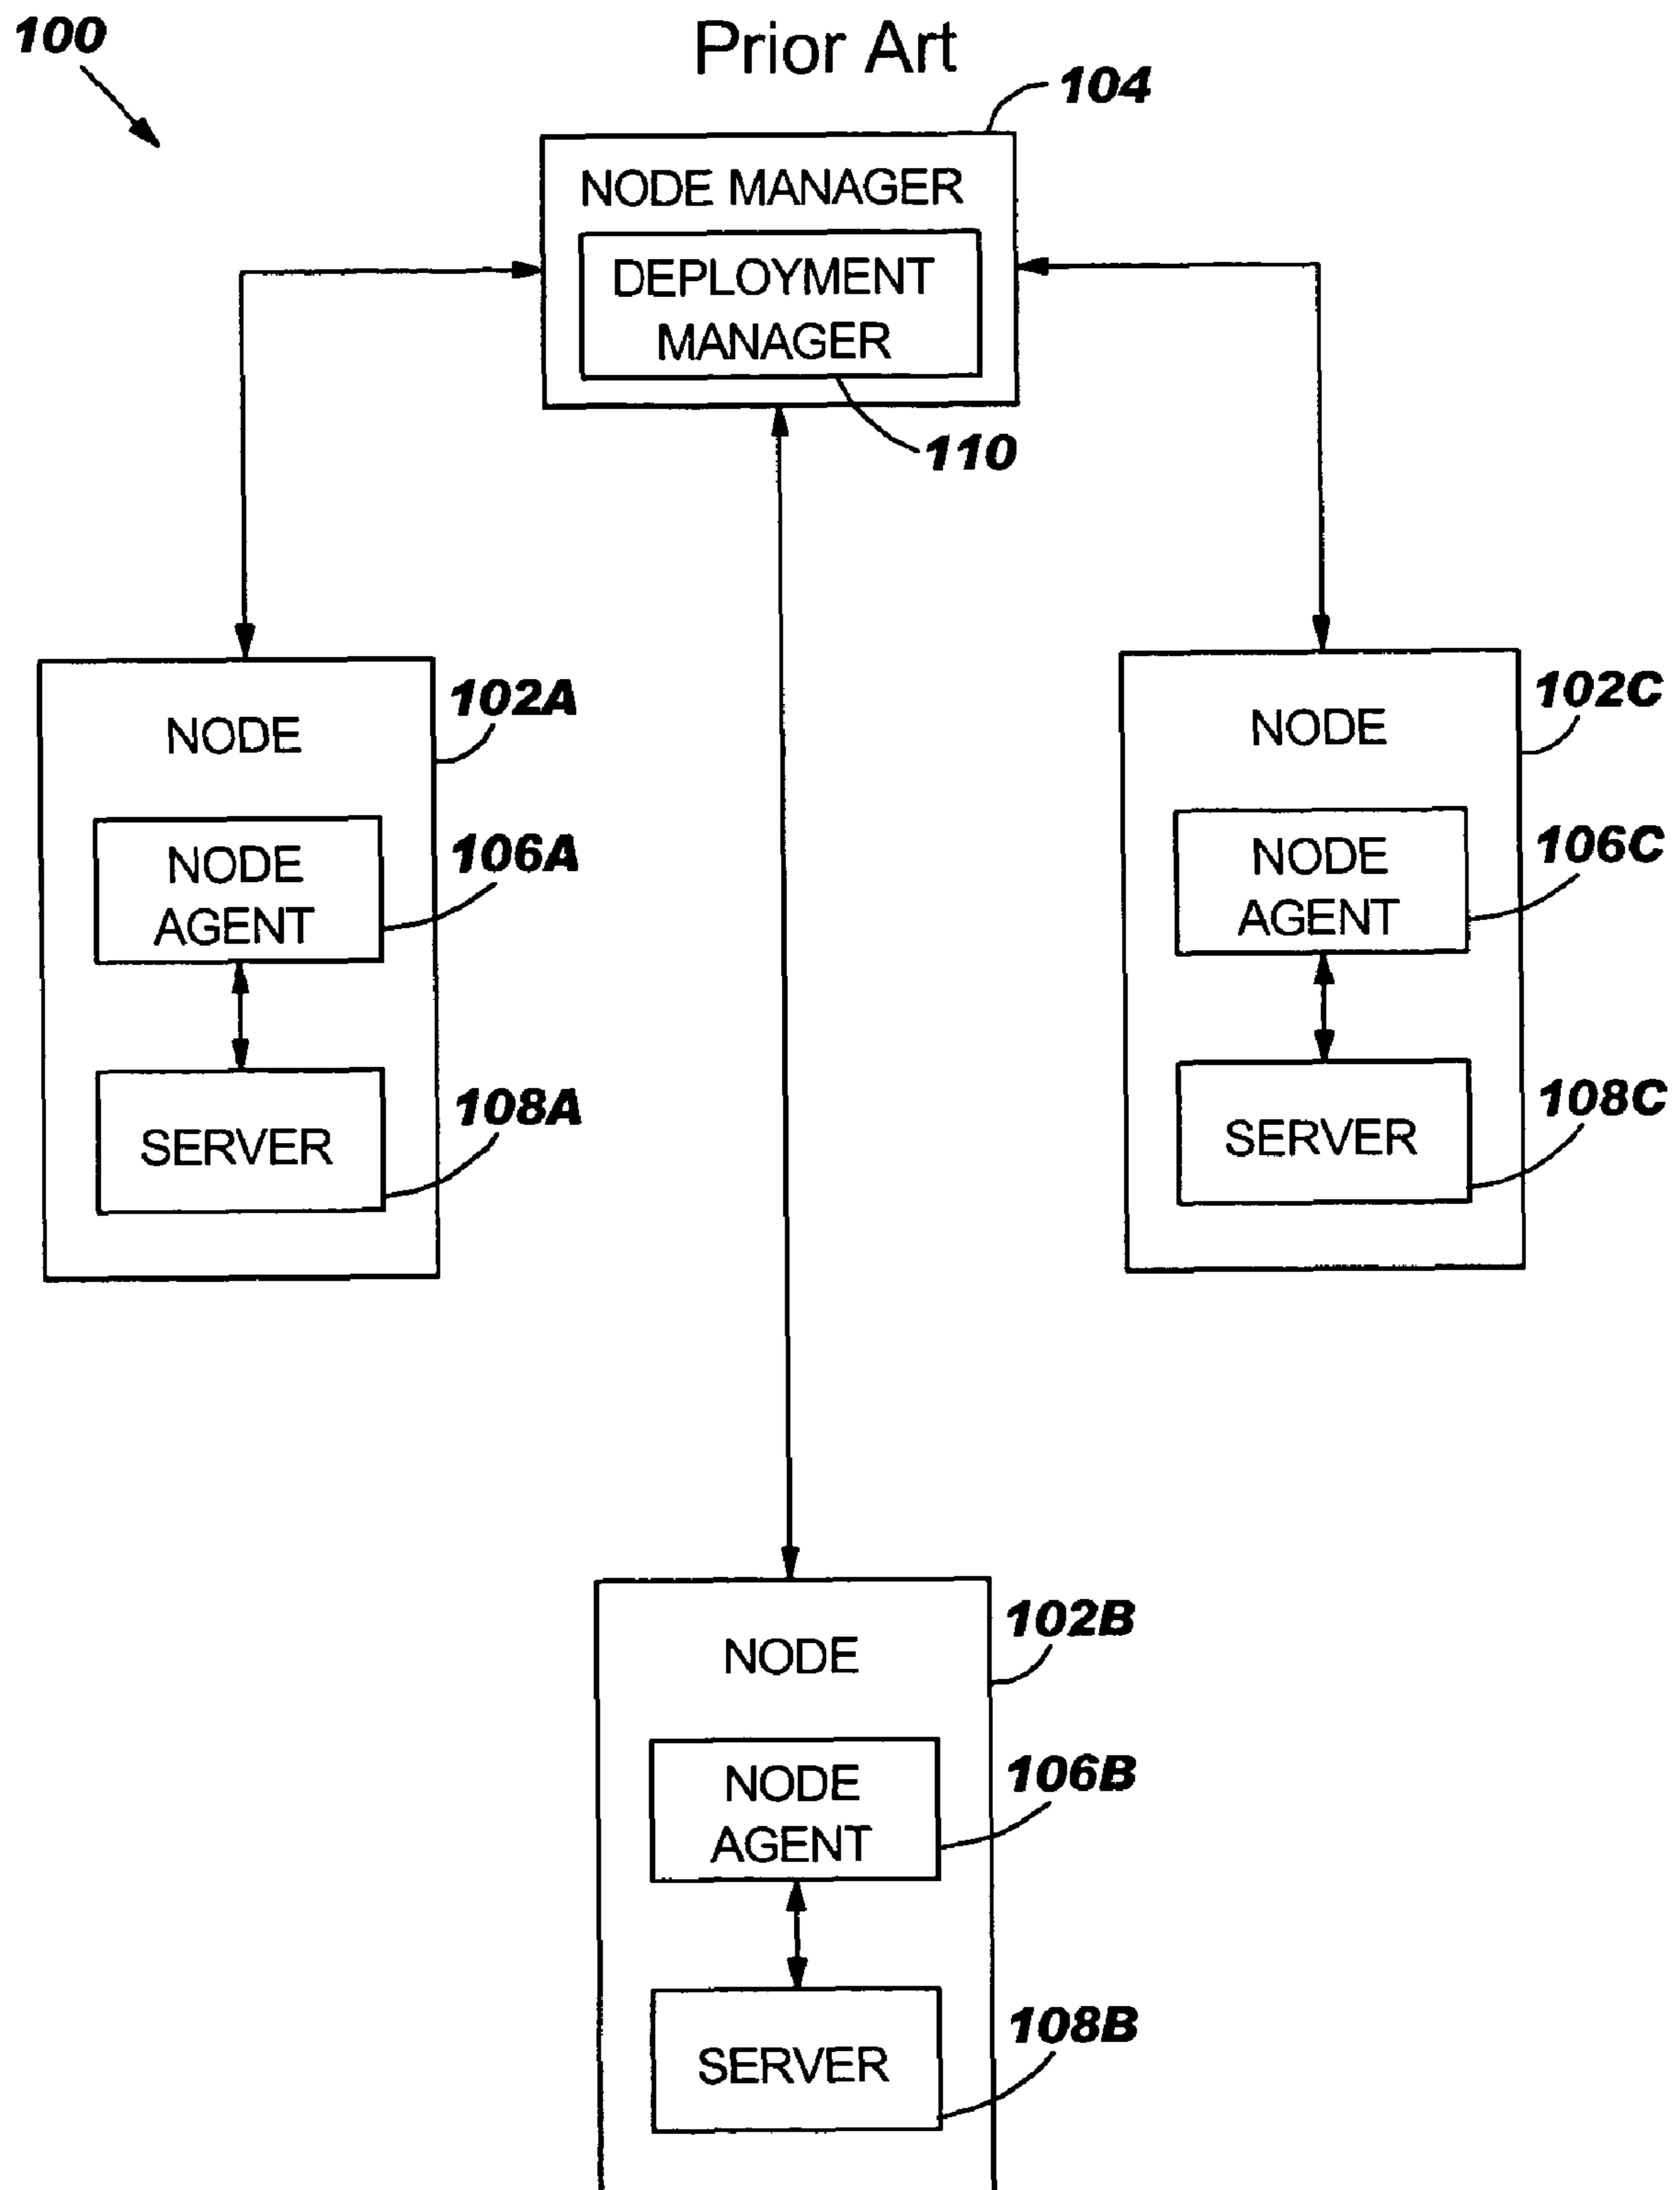 100
Prior Art
104
NODE MANAGER
DEPLOYMENT
MANAGER
110
NODE
102A
NODE
AGENT
106A
SERVER
108A
NODE
102C
NODE
AGENT
106C
SERVER
108C
NODE
102B
NODE
AGENT
106B
SERVER
108B